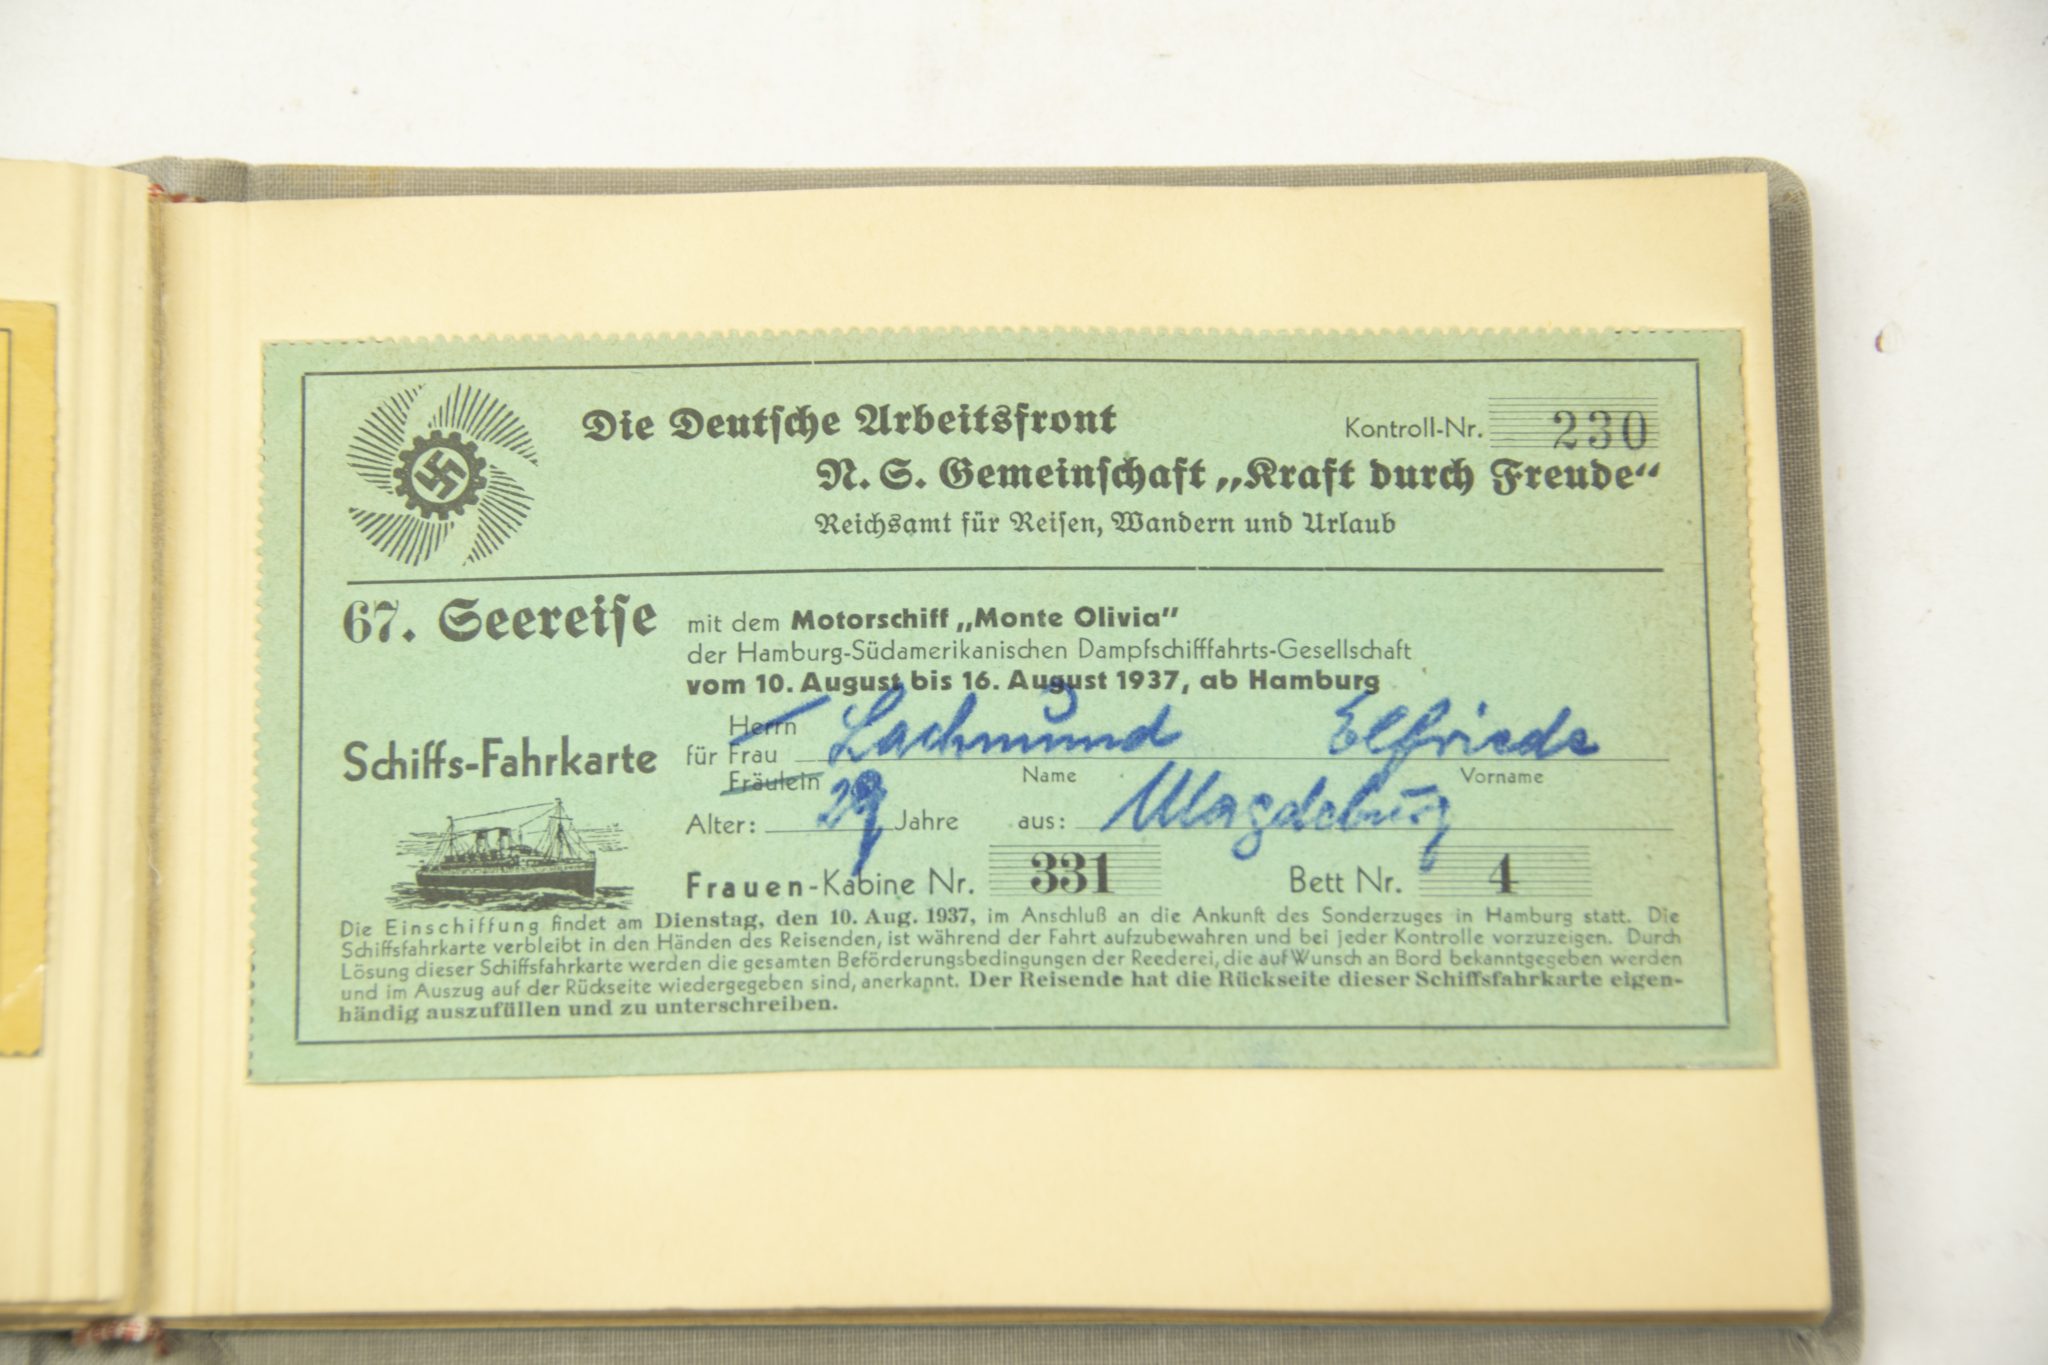 Die Deutsche Arbeitsfront
Kontroll-Nr. 230
N. S. Gemeinschaft „Kraft durch Freude“
Reichsamt für Reisen, Wandern und Urlaub
67. Seereise
mit dem Motorschiff „Monte Olivia"
der Hamburg-Südamerikanischen Dampfschifffahrts-Gesellschaft
vom 10. August bis 16. August 1937, ab Hamburg
Schiffs-Fahrkarte
Herrn
für Frau Lachmund Elfriede
Fräulein Name Vorname
Alter: 29 Jahre aus: Magdeburg
Frauen-Kabine Nr. 331 Bett Nr. 4
Die Einschiffung findet am Dienstag, den 10. Aug. 1937, im Anschluß an die Ankunft des Sonderzuges in Hamburg statt. Die
Schiffsfahrkarte verbleibt in den Händen des Reisenden, ist während der Fahrt aufzubewahren und bei jeder Kontrolle vorzuzeigen. Durch
Lösung dieser Schiffsfahrkarte werden die gesamten Beförderungsbedingungen der Reederei, die auf Wunsch an Bord bekanntgegeben werden
und im Auszug auf der Rückseite wiedergegeben sind, anerkannt. Der Reisende hat die Rückseite dieser Schiffsfahrkarte eigen-
händig auszufüllen und zu unterschreiben.